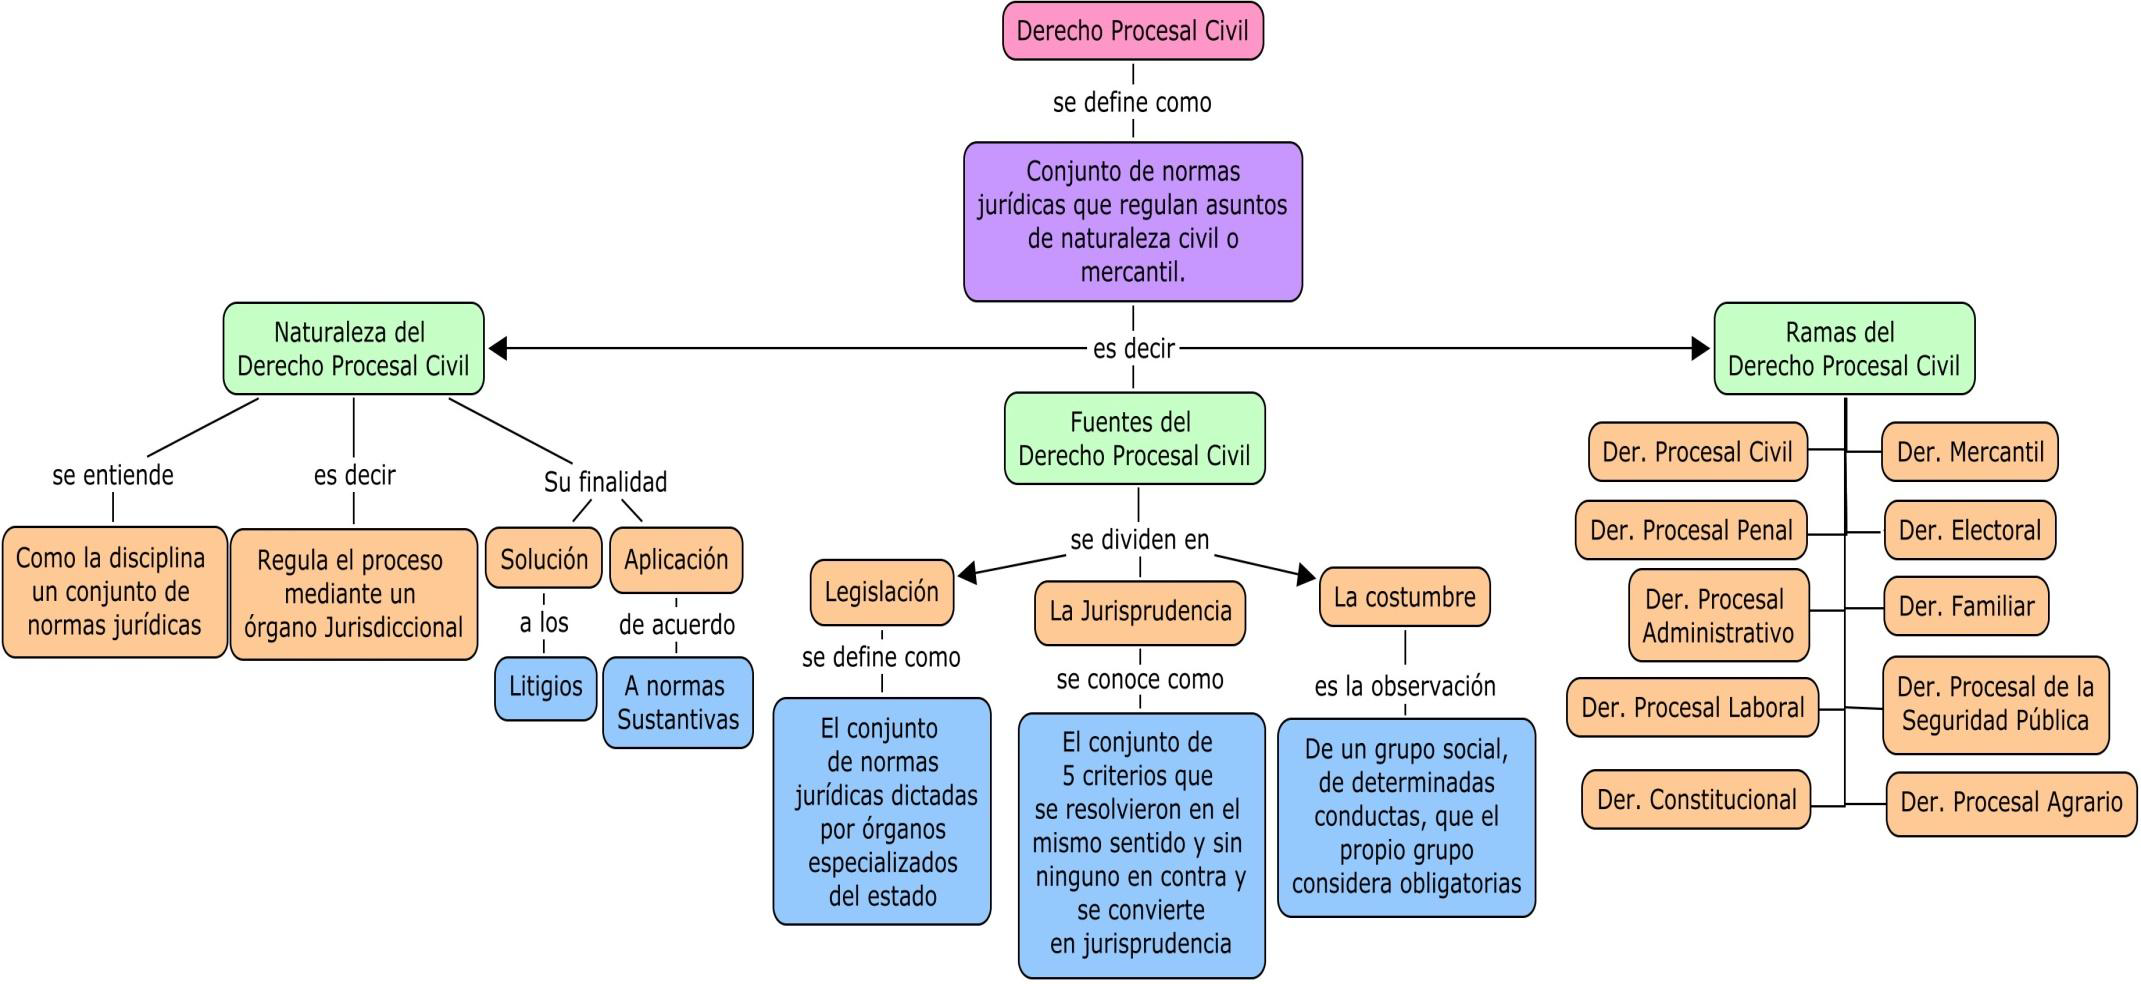 Derecho Procesal Civil
se define como
Conjunto de normas
jurídicas que regulan asuntos
de naturaleza civil o
mercantil.
es decir
Naturaleza del
Derecho Procesal Civil
se entiende
Como la disciplina
un conjunto de
normas jurídicas
es decir
Regula el proceso
mediante un
órgano Jurisdiccional
Su finalidad
Solución
a los
Litigios
Aplicación
de acuerdo
A normas
Sustantivas
Fuentes del
Derecho Procesal Civil
se dividen en
Legislación
se define como
El conjunto
de normas
jurídicas dictadas
por órganos
especializados
del estado
La Jurisprudencia
se conoce como
El conjunto de
5 criterios que
se resolvieron en el
mismo sentido y sin
ninguno en contra y
se convierte
en jurisprudencia
La costumbre
es la observación
De un grupo social,
de determinadas
conductas, que el
propio grupo
considera obligatorias
Ramas del
Derecho Procesal Civil
Der. Procesal Civil
Der. Mercantil
Der. Procesal Penal
Der. Electoral
Der. Procesal
Administrativo
Der. Familiar
Der. Procesal Laboral
Der. Procesal de la
Seguridad Pública
Der. Constitucional
Der. Procesal Agrario